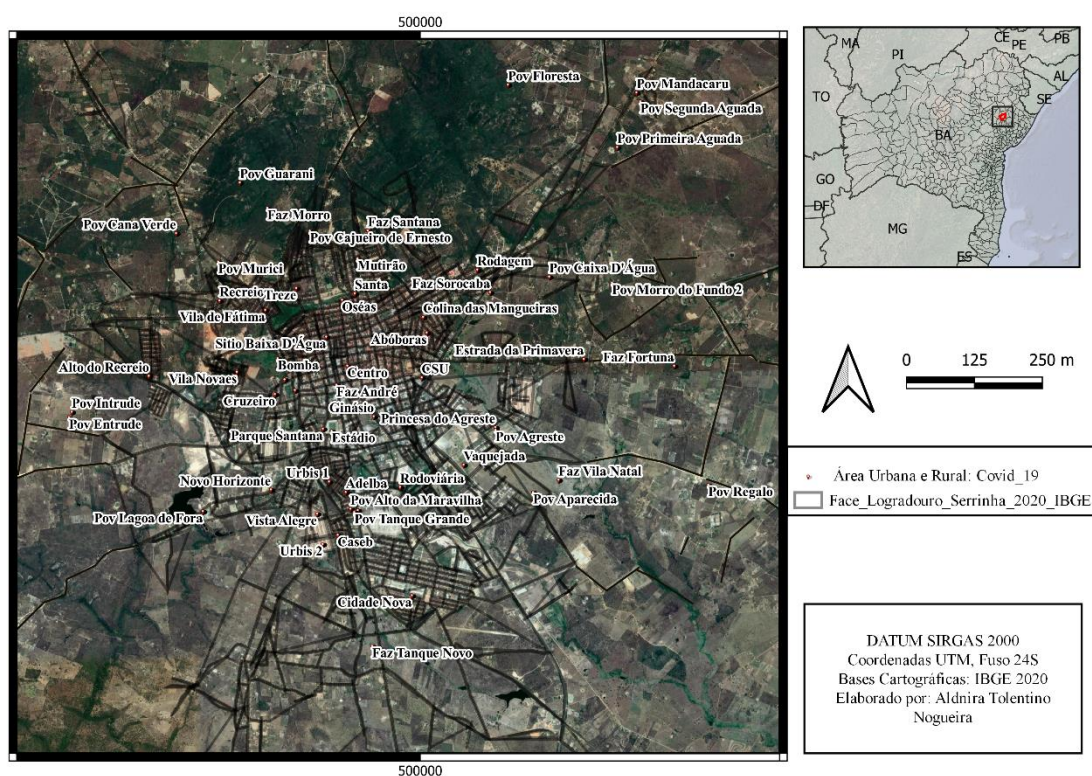 500000
Pov Floresta
Pov Mandacaru
Pov Segunda Aguada
Pov Primeira Aguada
Pov Guarani
Faz Morro
Faz Santana
Pov Cana Verde
Pov Cajueiro de Ernesto
Mutirão
Rodagem
Pov Murici
Pov Caixa D'Água
Santa
Faz Sorocaba
Recreio
Treze
Pov Morro do Fundo 2
Oséas
Colina das Mangueiras
Vila de Fátima
Sitio Baixa D'Água
Abóboras
Estrada da Primavera
Faz Fortuna
Alto do Recreio
Bomba
Centro
CSU
Vila Novaes
Faz André
Cruzeiro
Pov Intrude
Ginásio
Princesa do Agreste
Pov Entrude
Parque Santana
Estádio
Pov Agreste
Vaquejada
Urbis 1
Rodoviária
Faz Vila Natal
Novo Horizonte
Adelba
Pov Regalo
Pov Alto da Maravilha
Pov Aparecida
Pov Lagoa de Fora
Vista Alegre
Pov Tanque Grande
Caseb
Urbis 2
Cidade Nova
Faz Tanque Novo
500000
MA
PI
CE
PB
PE
AL
TO
SE
BA
GO
DF
MG
ES
0 125 250 m
Área Urbana e Rural: Covid_19
Face_Logradouro_Serrinha_2020_IBGE
DATUM SIRGAS 2000
Coordenadas UTM, Fuso 24S
Bases Cartográficas: IBGE 2020
Elaborado por: Aldnira Tolentino
Nogueira